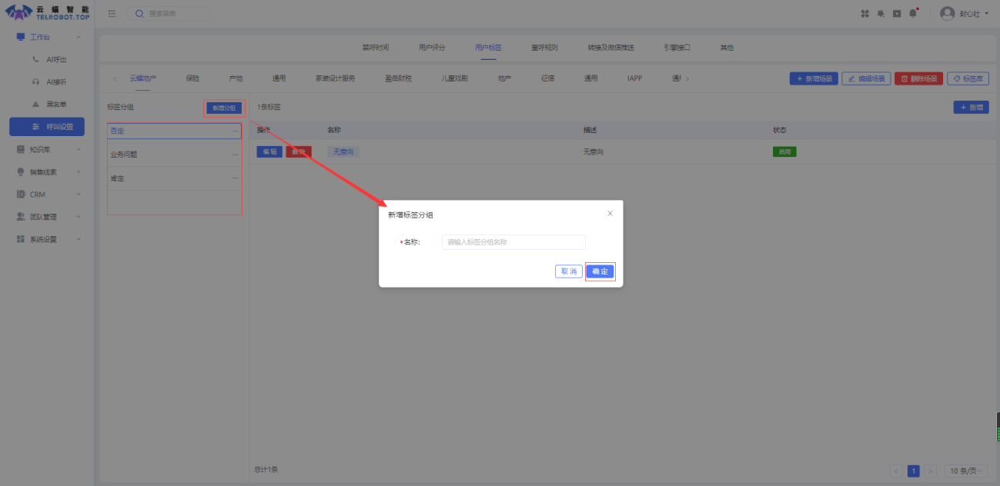 云蝠智能
TELROBOT.TOP
搜索菜单
封心壮
工作台
AI呼出
AI接听
黑名单
呼叫设置
知识库
销售线索
CRM
团队管理
系统设置
禁呼时间 用户评分 用户标签 重呼规则 转接及微信推送 引擎接口 其他
云蝠地产 保险 产地 通用 家装设计服务 盈岳财税 儿童戏剧 地产 征信 通用 IAPP
+ 新增场景 编辑场景 删除场景 标签库
标签分组 新增分组 1条标签 + 新增
否定 ...
业务问题 ...
肯定 ...
操作 名称 描述 状态
编辑 删除 无意向 无意向 启用
新增标签分组
*名称: 请输入标签分组名称
取消 确定
总计1条
< 1 > 10 条/页